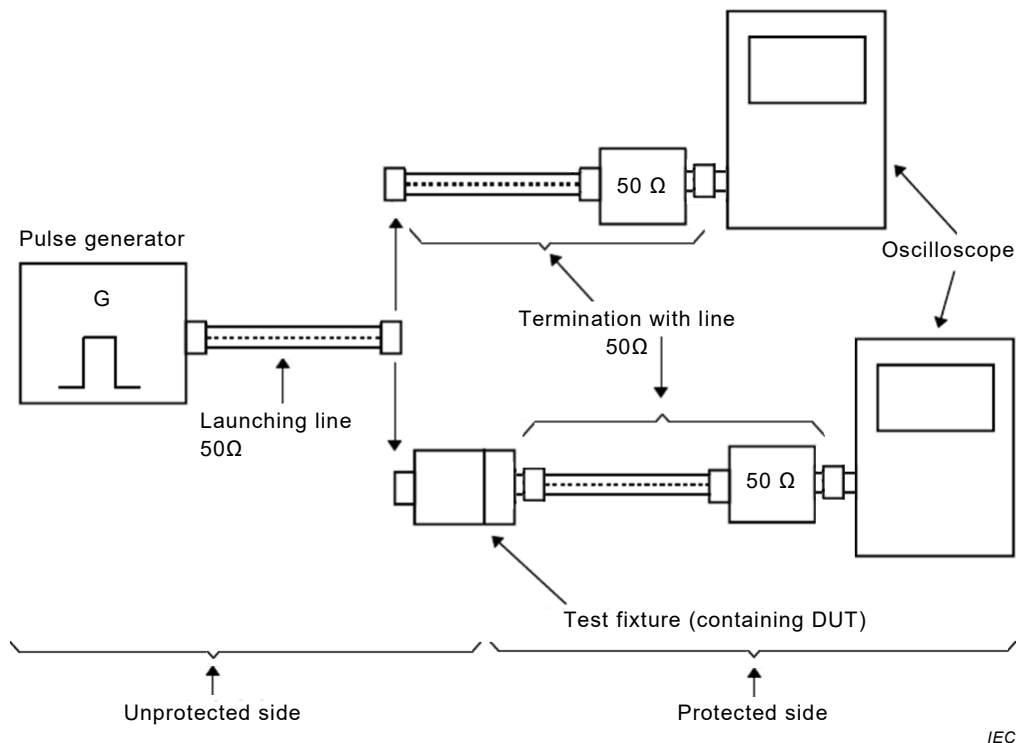 50 Ω
Pulse generator
G
Oscilloscope
Termination with line
50Ω
Launching line
50Ω
50 Ω
Test fixture (containing DUT)
Unprotected side
Protected side
IEC